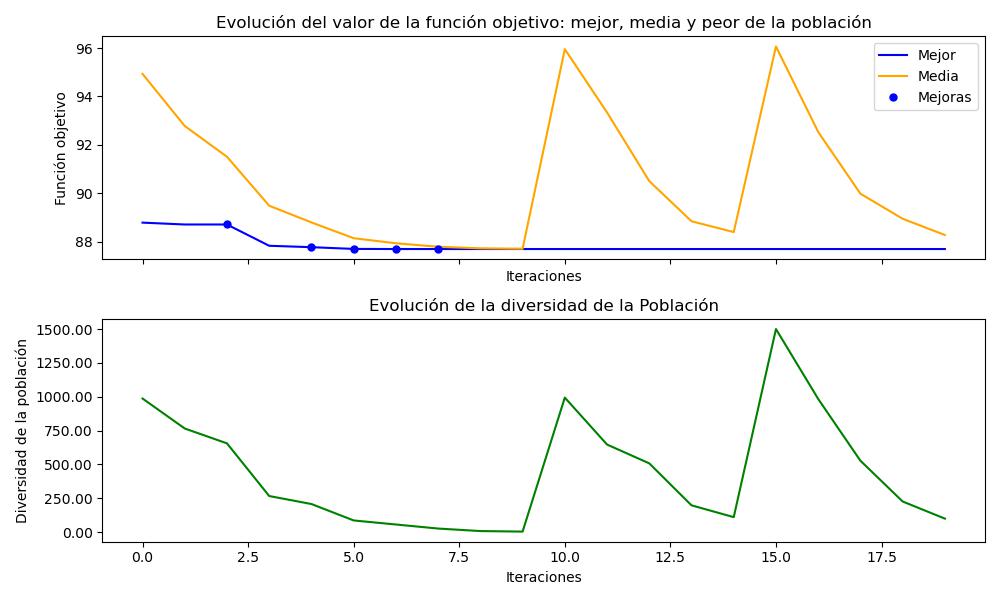 Evolución del valor de la función objetivo: mejor, media y peor de la población
96
94
92
90
88
Función objetivo
Mejor
Media
Mejoras
Iteraciones
Evolución de la diversidad de la Población
1500.00
1250.00
1000.00
750.00
500.00
250.00
0.00
Diversidad de la población
0.0 2.5 5.0 7.5 10.0 12.5 15.0 17.5
Iteraciones